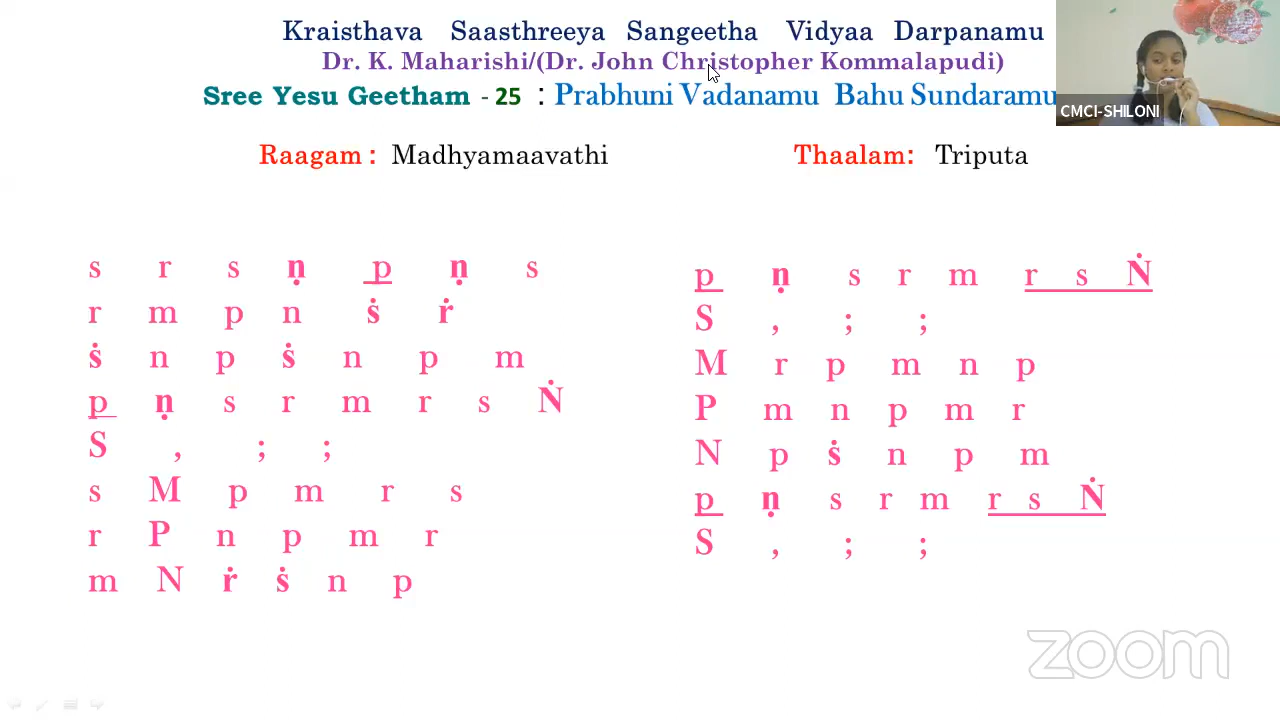 Kraisthava Saasthreeya Sangeetha Vidyaa Darpanamu
Dr. K. Maharishi/(Dr. John Christopher Kommalapudi)
Sree Yesu Geetham - 25 : Prabhuni Vadanamu Bahu Sundaramu
CMCI-SHILONI
Raagam : Madhyamaavathi Thaalam: Triputa
s r s ṇ p ṇ s
r m p n ṡ ṙ
ṡ n p ṡ n p m
p ṇ s r m r s Ṅ
S , ; ;
s M p m r s
r P n p m r
m N ṙ ṡ n p
p ṇ s r m r s Ṅ
S , ; ;
M r p m n p
P m n p m r
N p ṡ n p m
p ṇ s r m r s Ṅ
S , ; ;
zoom